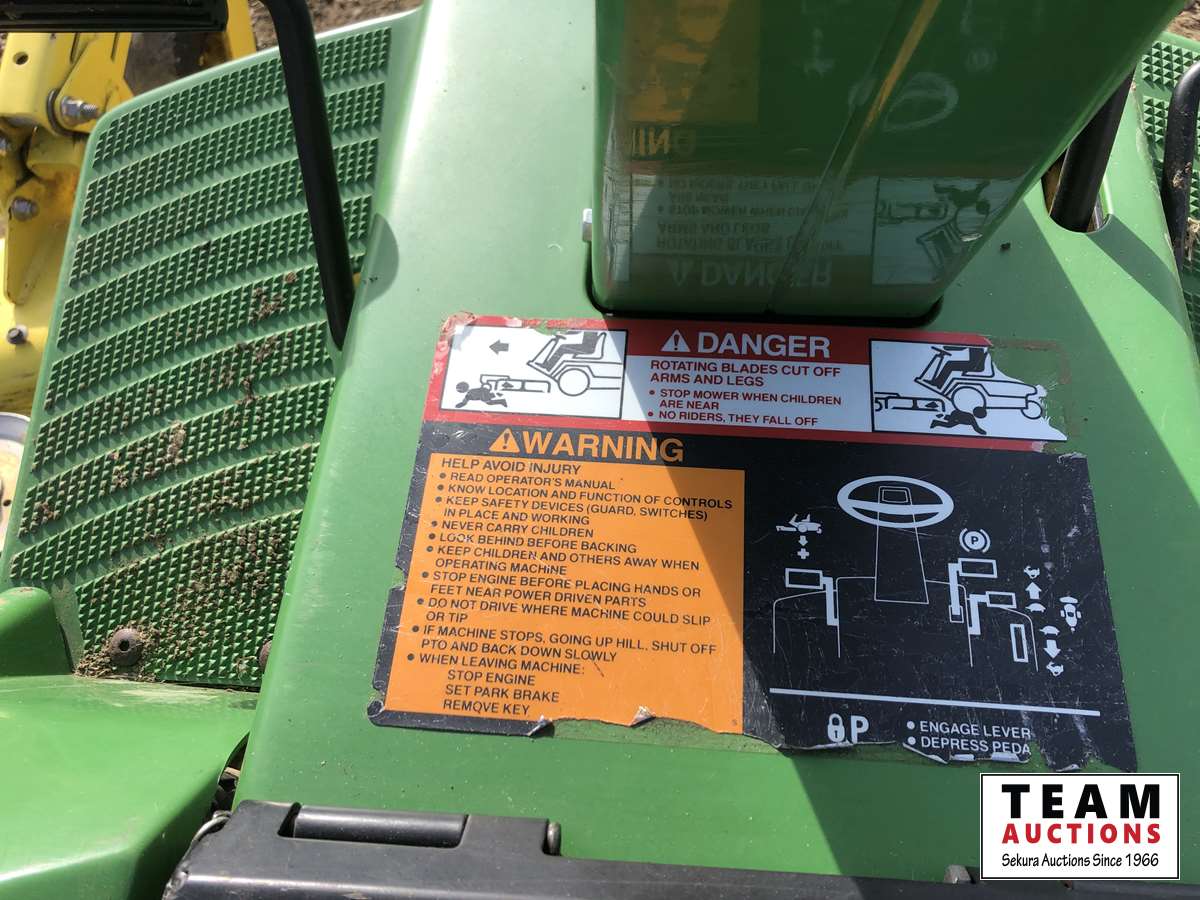 DANGER
ROTATING BLADES CUT OFF
ARMS AND LEGS
• STOP MOWER WHEN CHILDREN
ARE NEAR
• NO RIDERS, THEY FALL OFF
WARNING
HELP AVOID INJURY
• READ OPERATOR'S MANUAL
• KNOW LOCATION AND FUNCTION OF CONTROLS
• KEEP SAFETY DEVICES (GUARD, SWITCHES)
IN PLACE AND WORKING
• NEVER CARRY CHILDREN
• LOOK BEHIND BEFORE BACKING
• KEEP CHILDREN AND OTHERS AWAY WHEN
OPERATING MACHINE
• STOP ENGINE BEFORE PLACING HANDS OR
FEET NEAR POWER DRIVEN PARTS
• DO NOT DRIVE WHERE MACHINE COULD SLIP
OR TIP
• IF MACHINE STOPS, GOING UP HILL, SHUT OFF
PTO AND BACK DOWN SLOWLY
• WHEN LEAVING MACHINE:
STOP ENGINE
SET PARK BRAKE
REMOVE KEY
P
P
• ENGAGE LEVER
• DEPRESS PEDA
TEAM
AUCTIONS
Sekura Auctions Since 1966